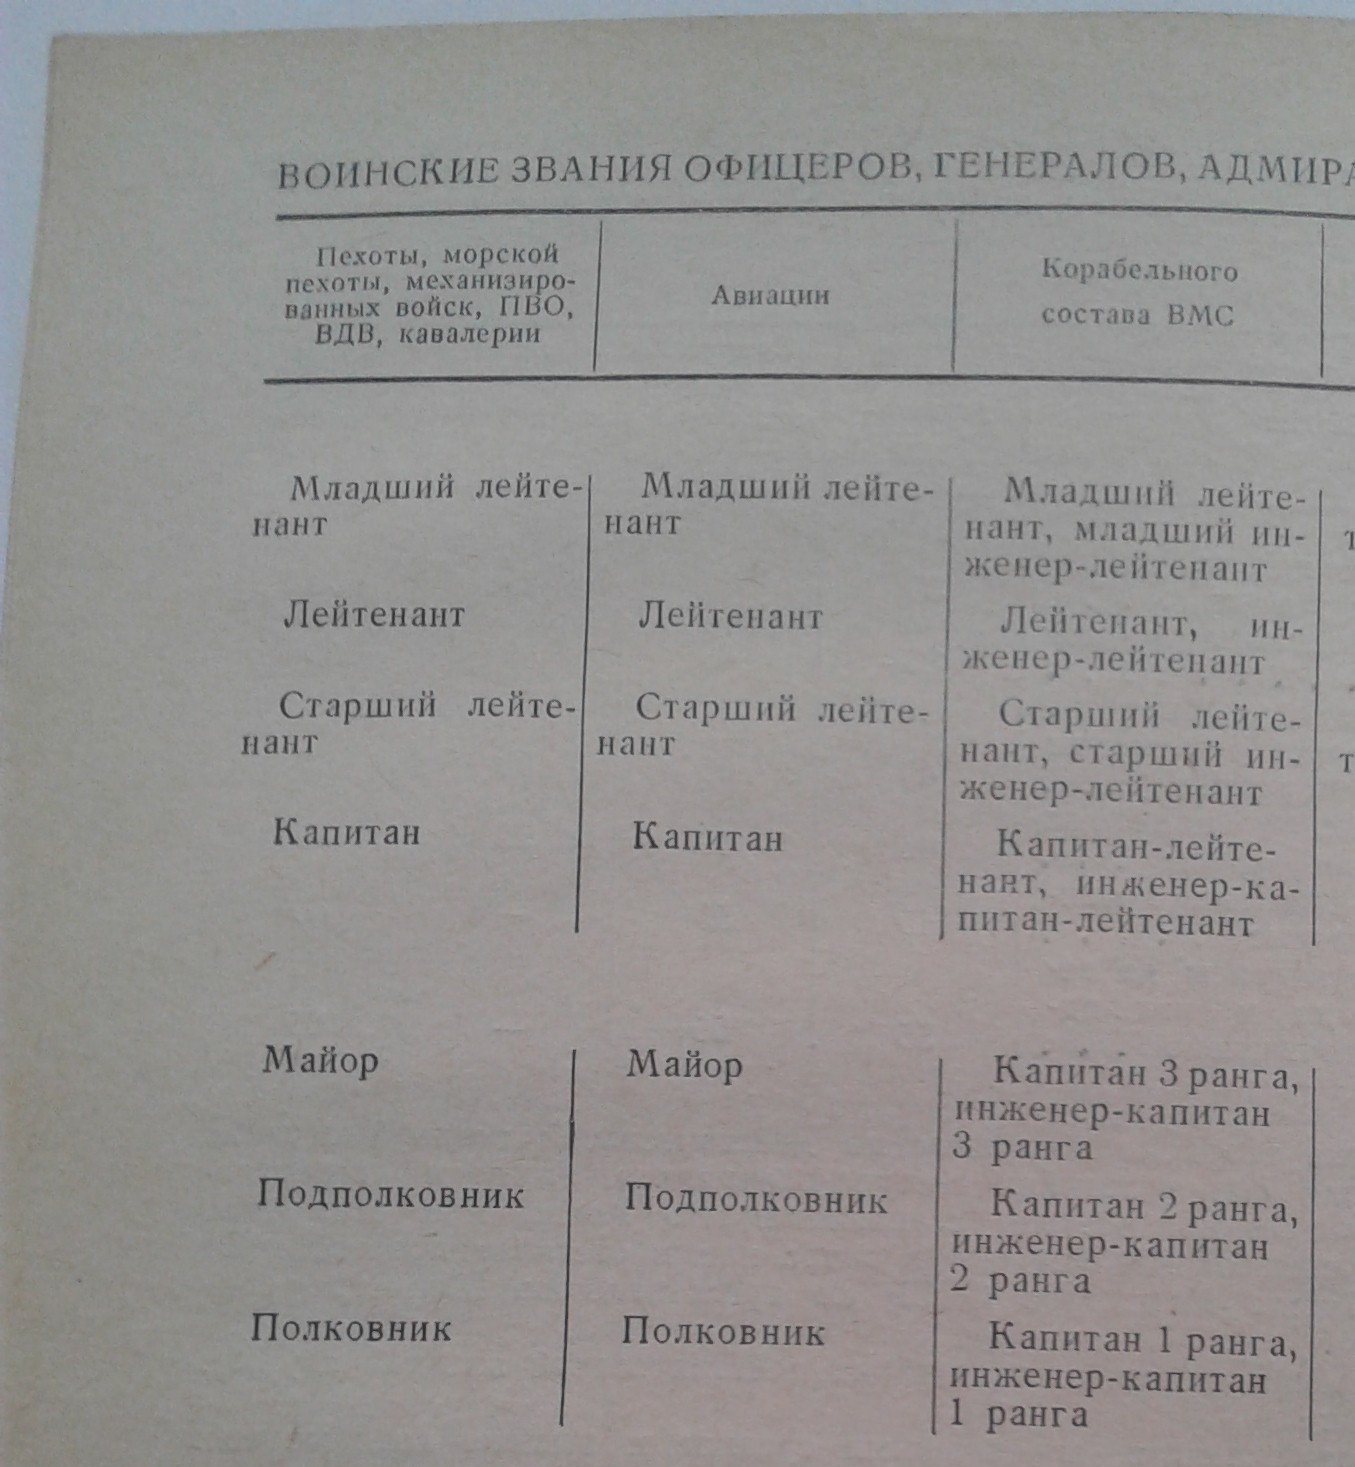 ВОИНСКИЕ ЗВАНИЯ ОФИЦЕРОВ, ГЕНЕРАЛОВ,
Пехоты, морской
пехоты, механизиро-
ванных войск, ПВО,
ВДВ, кавалерии
Авиации
Корабельного
состава ВМС
Младший лейте-
нант
Младший лейте-
нант
Младший лейте-
нант, младший ин-
женер-лейтенант
Лейтенант
Лейтенант
Лейтенант, ин-
женер-лейтенант
Старший лейте-
нант
Старший лейте-
нант
Старший лейте-
нант, старший ин-
женер-лейтенант
Капитан
Капитан
Капитан-лейте-
нант, инженер-ка-
питан-лейтенант
Майор
Майор
Капитан 3 ранга,
инженер-капитан
3 ранга
Подполковник
Подполковник
Капитан 2 ранга,
инженер-капитан
2 ранга
Полковник
Полковник
Капитан 1 ранга,
инженер-капитан
1 ранга